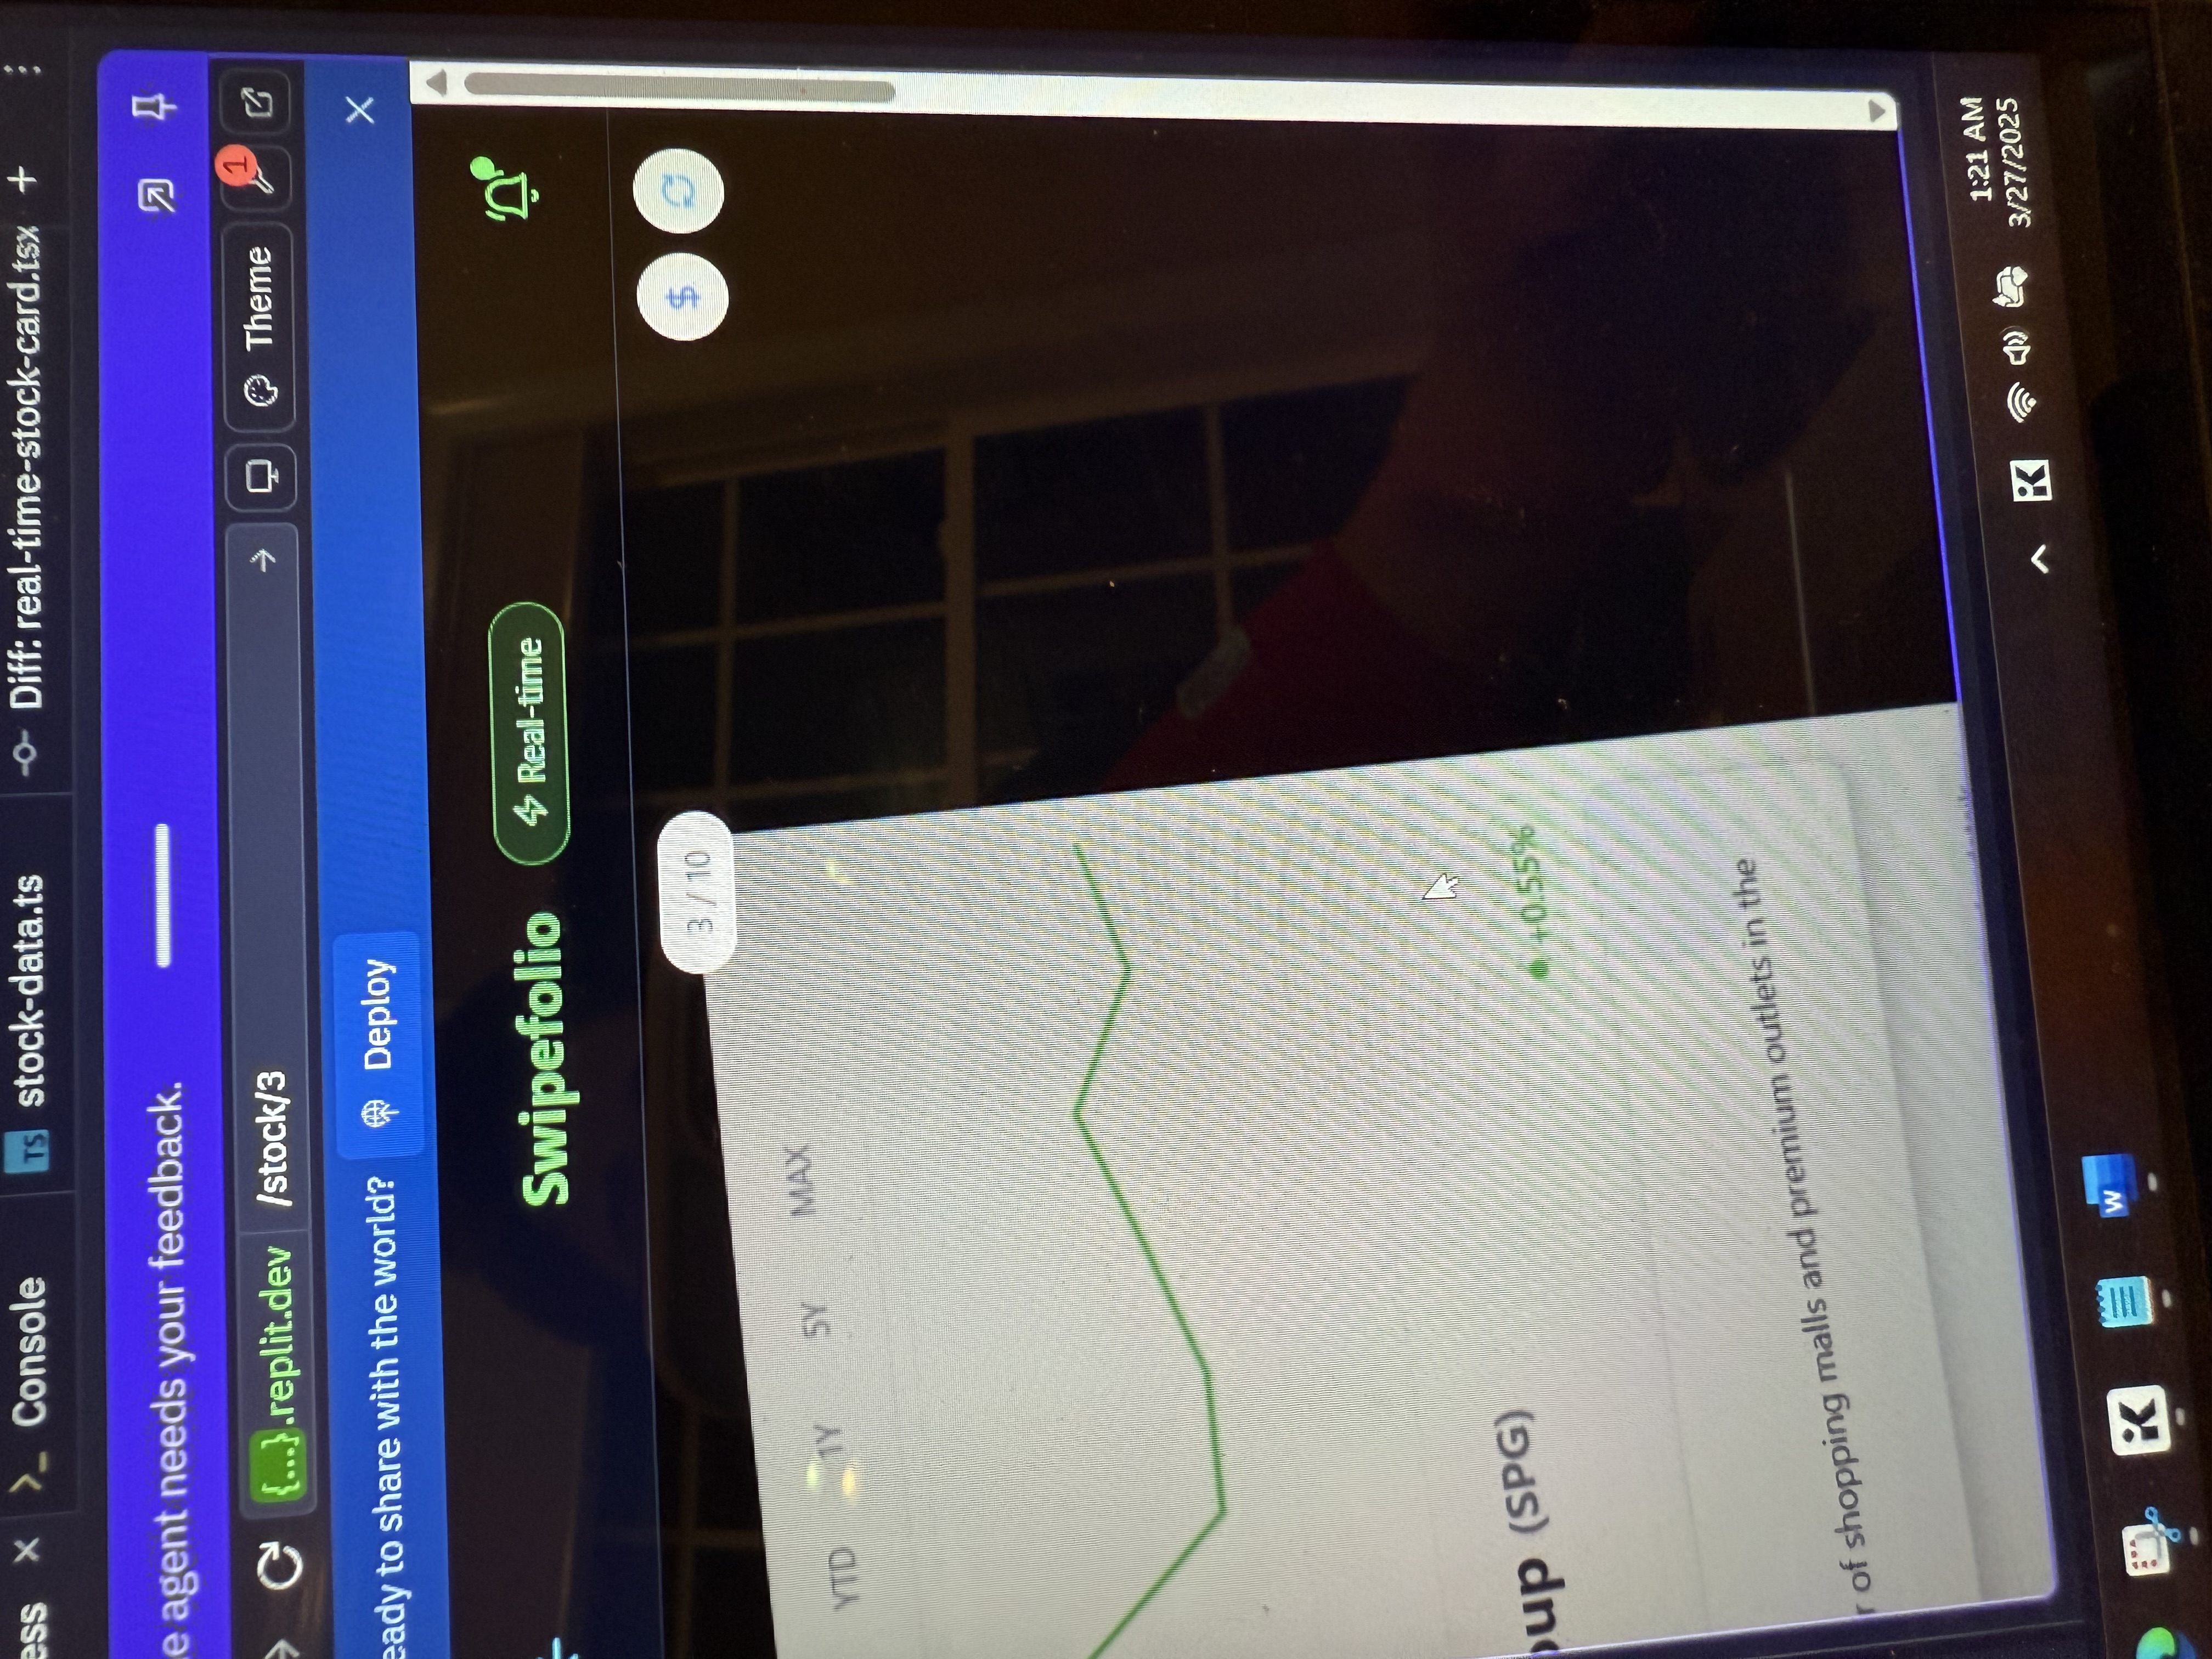 ess × >_ Console TS stock-data.ts Diff: real-time-stock-card.tsx +
e agent needs your feedback.
{...}.replit.dev /stock/3 Theme 1
eady to share with the world? Deploy
Swipefolio Real-time
3 / 10 $
YTD 1Y 5Y MAX
oup (SPG) +0.55%
r of shopping malls and premium outlets in the
1:21 AM
3/27/2025
W